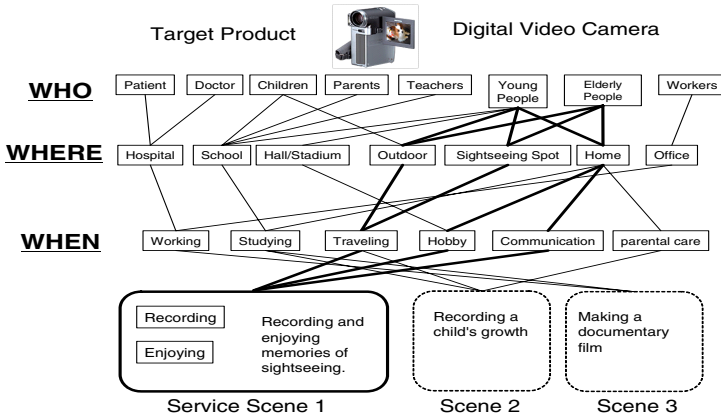 Target Product
Digital Video Camera
WHO
Patient
Doctor
Children
Parents
Teachers
Young
People
Elderly
People
Workers
WHERE
Hospital
School
Hall/Stadium
Outdoor
Sightseeing Spot
Home
Office
WHEN
Working
Studying
Traveling
Hobby
Communication
parental care
Recording
Enjoying
Recording and
enjoying
memories of
sightseeing.
Recording a
child's growth
Making a
documentary
film
Service Scene 1
Scene 2
Scene 3